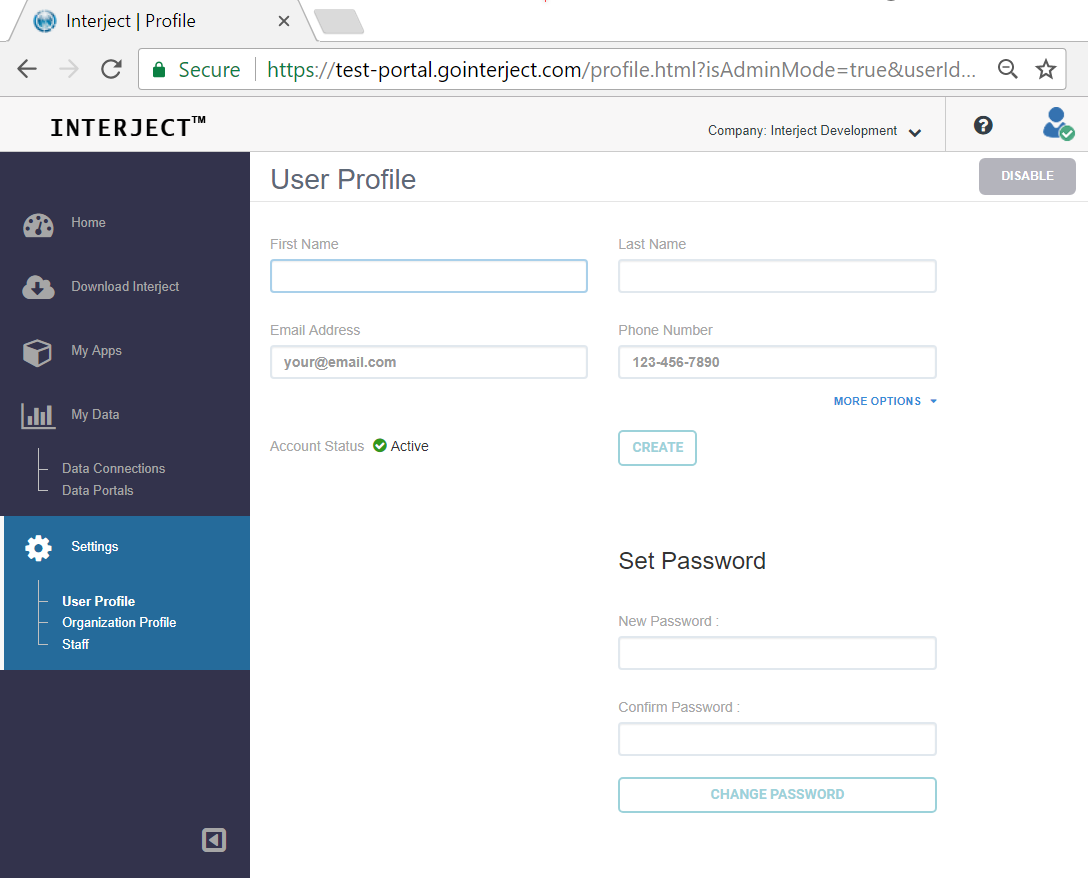 Interject | Profile
Secure https://test-portal.gointerject.com/profile.html?isAdminMode=true&userId...
INTERJECT™
Company: Interject Development
User Profile
DISABLE
Home
Download Interject
My Apps
My Data
Data Connections
Data Portals
Settings
User Profile
Organization Profile
Staff
First Name
Last Name
Email Address
Phone Number
your@email.com
123-456-7890
MORE OPTIONS
Account Status Active
CREATE
Set Password
New Password :
Confirm Password :
CHANGE PASSWORD